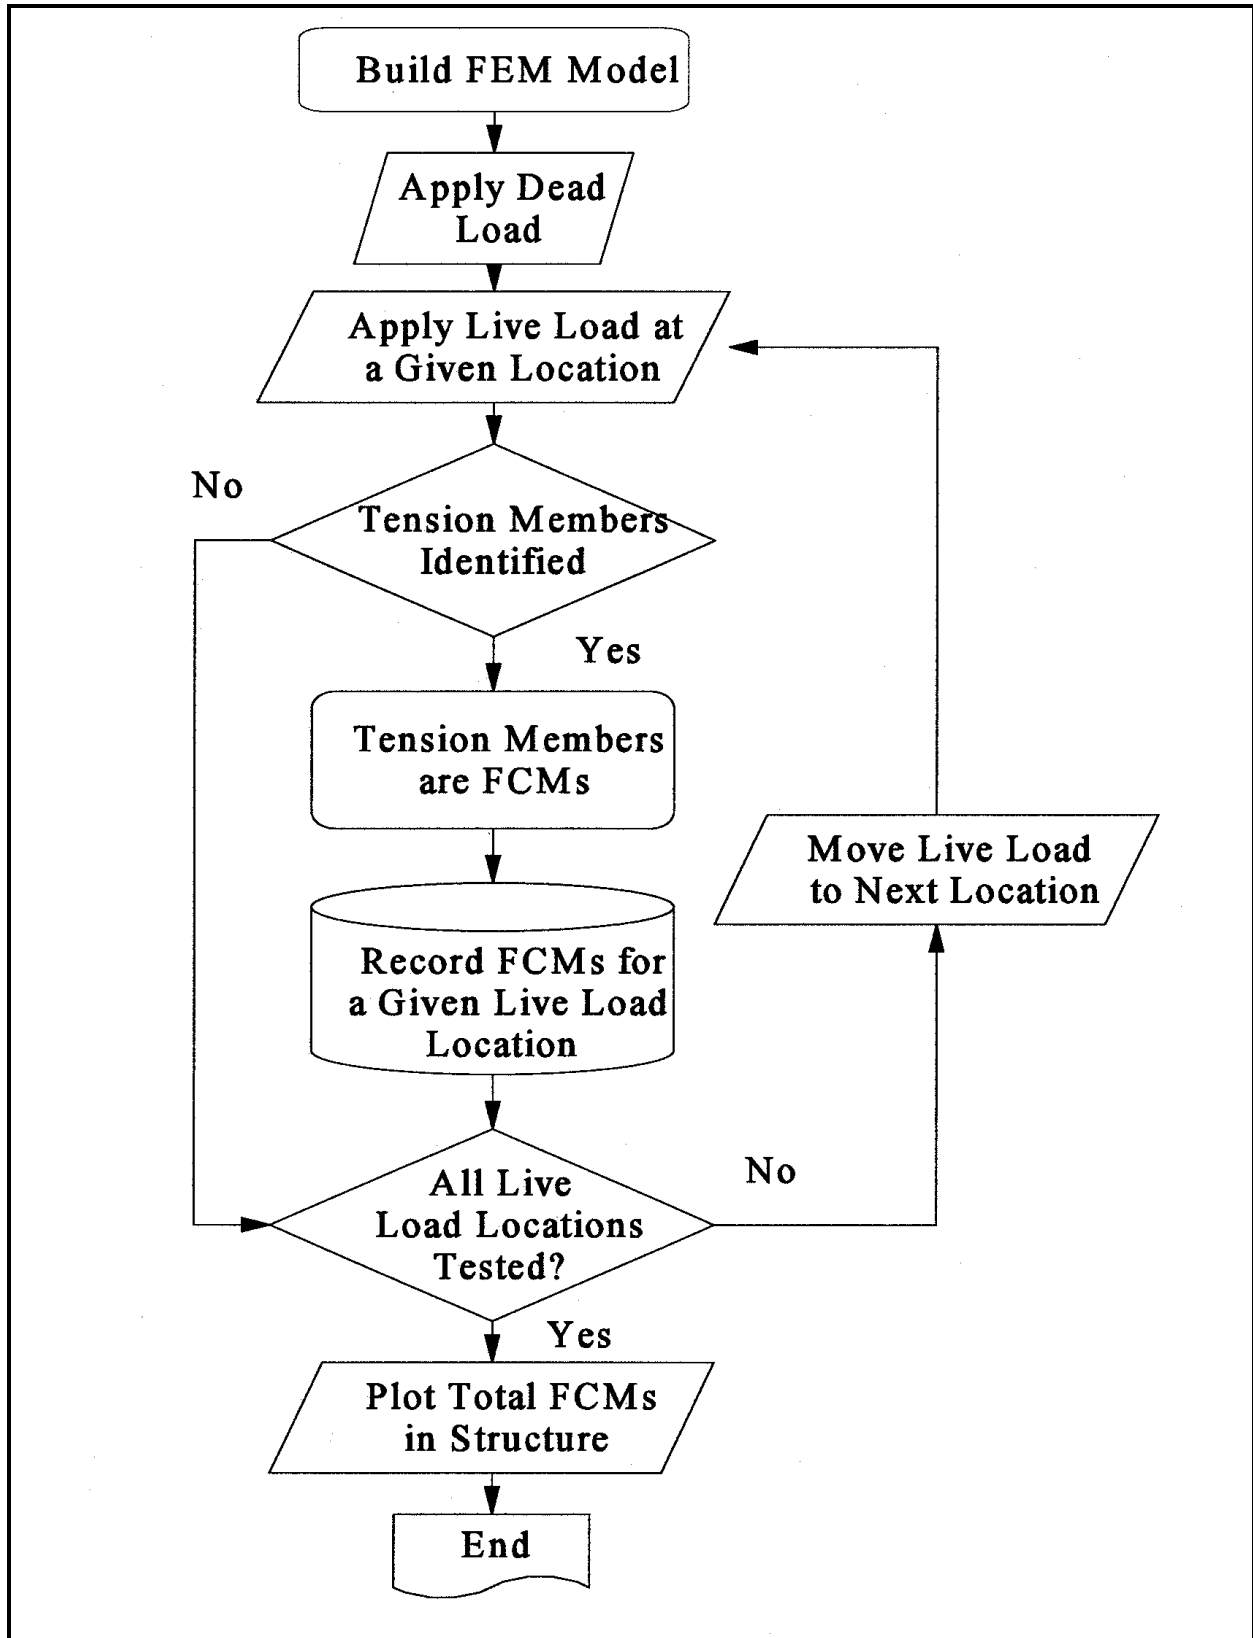 Build FEM Model
Apply Dead
Load
Apply Live Load at
a Given Location
No
Tension Members
Identified
Yes
Tension Members
are FCMs
Move Live Load
to Next Location
Record FCMs for
a Given Live Load
Location
All Live
Load Locations
Tested?
No
Yes
Plot Total FCMs
in Structure
End